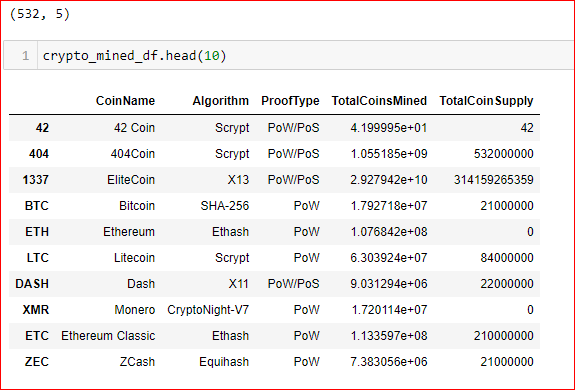 (532, 5)
1 crypto_mined_df.head(10)
CoinName Algorithm ProofType TotalCoinsMined TotalCoinSupply
42 42 Coin Scrypt PoW/PoS 4.199995e+01 42
404 404Coin Scrypt PoW/PoS 1.055185e+09 532000000
1337 EliteCoin X13 PoW/PoS 2.927942e+10 314159265359
BTC Bitcoin SHA-256 PoW 1.792718e+07 21000000
ETH Ethereum Ethash PoW 1.076842e+08 0
LTC Litecoin Scrypt PoW 6.303924e+07 84000000
DASH Dash X11 PoW/PoS 9.031294e+06 22000000
XMR Monero CryptoNight-V7 PoW 1.720114e+07 0
ETC Ethereum Classic Ethash PoW 1.133597e+08 210000000
ZEC ZCash Equihash PoW 7.383056e+06 21000000